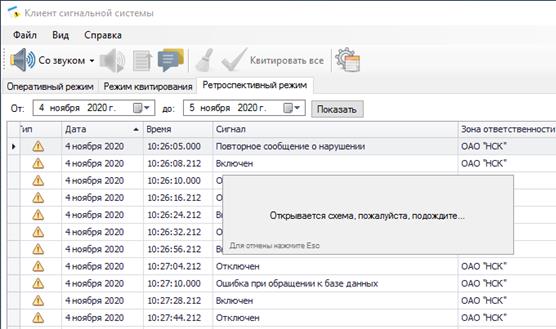 Клиент сигнальной системы
Файл Вид Справка
Со звуком Квитировать все
Оперативный режим Режим квитирования Ретроспективный режим
От: 4 ноября 2020 г. до: 5 ноября 2020 г. Показать
Тип Дата Время Сигнал Зона ответственности
4 ноября 2020 10:26:05.000 Повторное сообщение о нарушении ОАО "НСК"
4 ноября 2020 10:26:08.212 Включен ОАО "НСК"
4 ноября 2020 10:26:10.000
4 ноября 2020 10:26:16.212
4 ноября 2020 10:26:24.212
4 ноября 2020 10:26:32.212
4 ноября 2020 10:26:56.212
Открывается схема, пожалуйста, подождите...
Для отмены нажмите Esc
4 ноября 2020 10:27:04.212 Отключен ОАО "НСК"
4 ноября 2020 10:27:10.000 Ошибка при обращении к базе данных ОАО "НСК"
4 ноября 2020 10:27:28.212 Включен ОАО "НСК"
4 ноября 2020 10:27:44.212 Отключен ОАО "НСК"